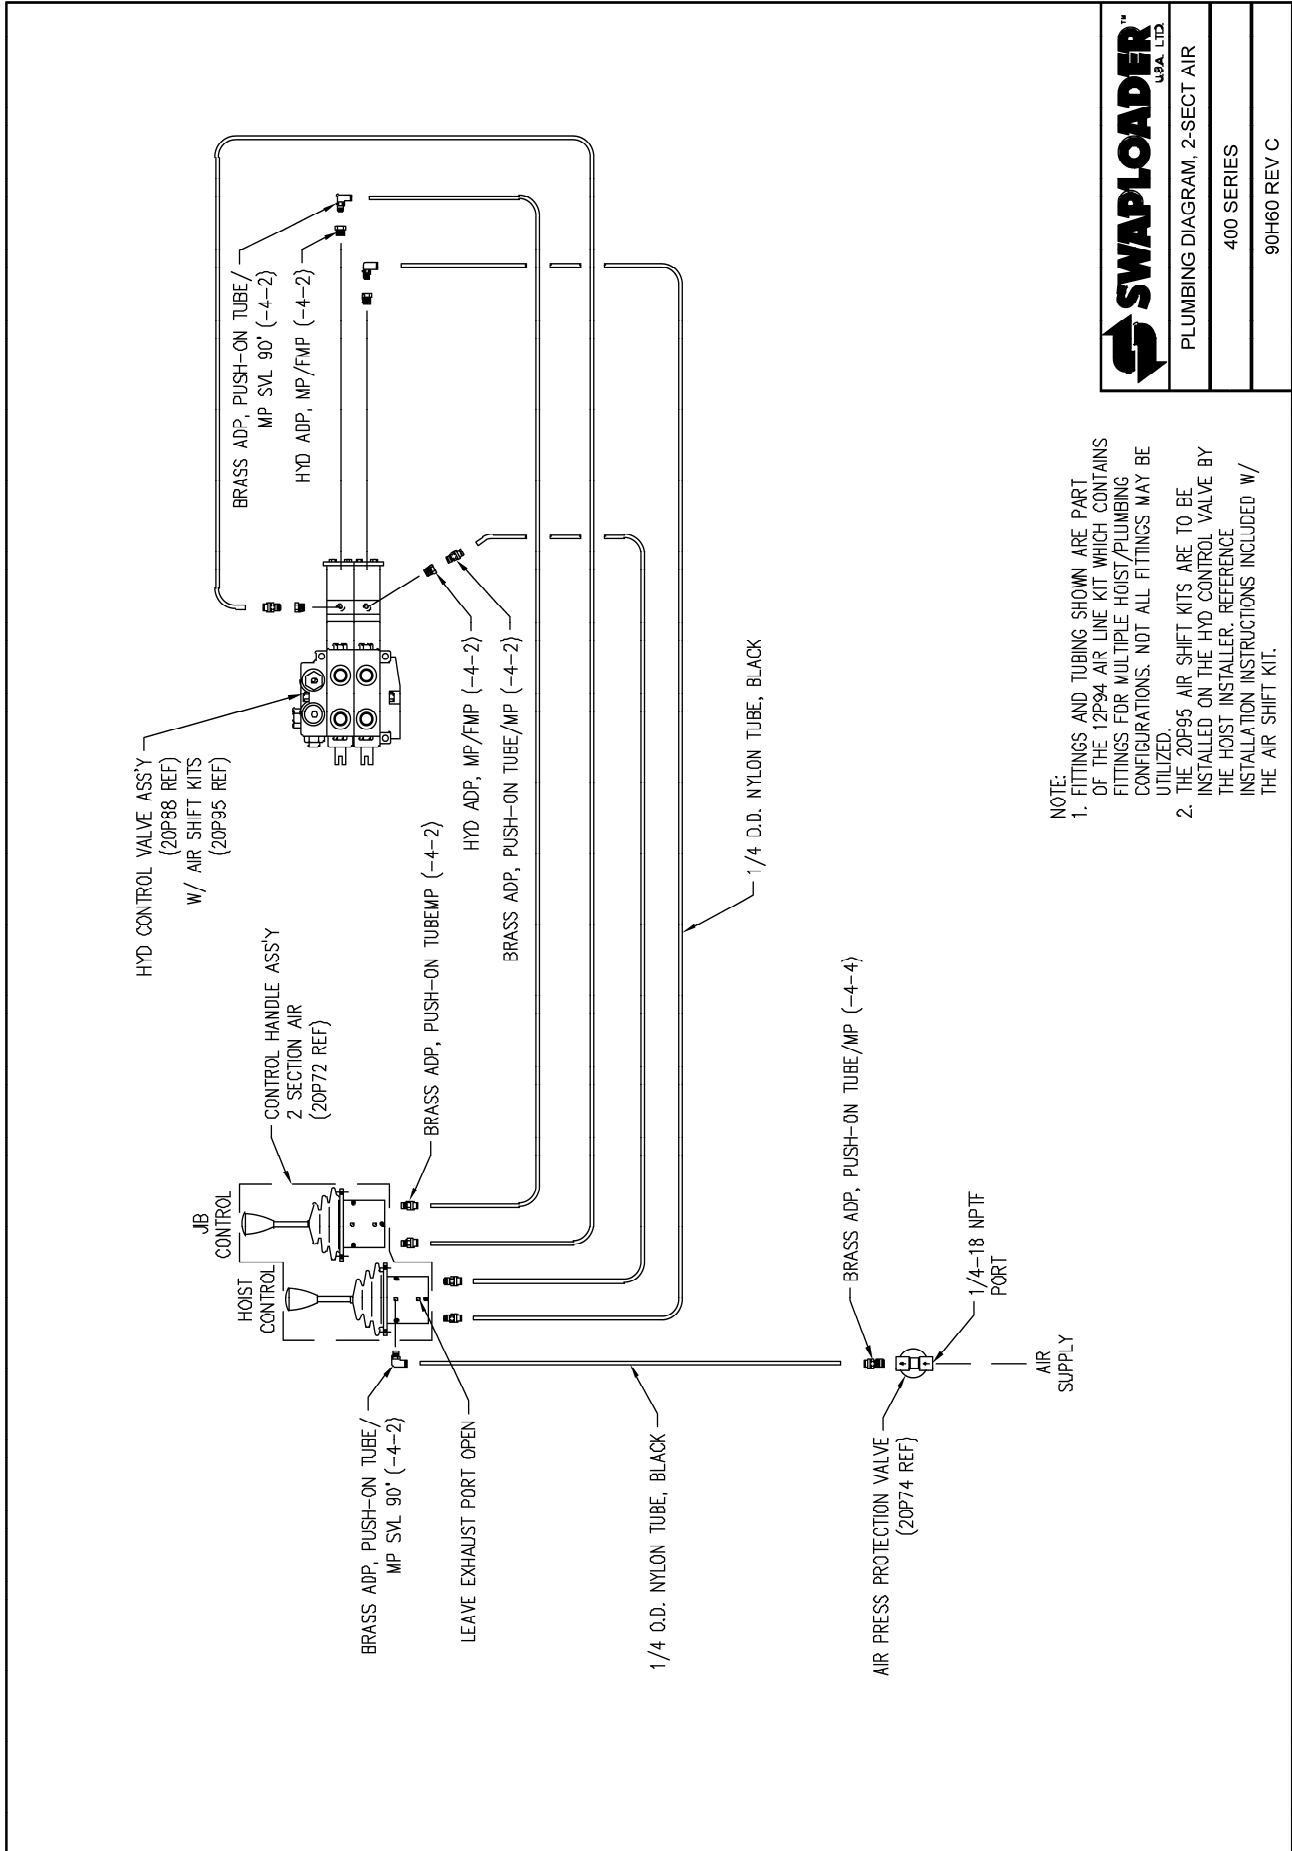 HYD CONTROL VALVE ASS'Y
(20P88 REF)
W/ AIR SHIFT KITS
(20P95 REF)
BRASS ADP, PUSH-ON TUBE/
MP SVL 90° (-4-2)
HYD ADP, MP/FMP (-4-2)
CONTROL HANDLE ASS'Y
2 SECTION AIR
(20P72 REF)
JIB
CONTROL
HOIST
CONTROL
BRASS ADP, PUSH-ON TUBEMP (-4-2)
HYD ADP, MP/FMP (-4-2)
BRASS ADP, PUSH-ON TUBE/MP (-4-2)
BRASS ADP, PUSH-ON TUBE/
MP SVL 90° (-4-2)
LEAVE EXHAUST PORT OPEN
1/4 O.D. NYLON TUBE, BLACK
1/4 O.D. NYLON TUBE, BLACK
BRASS ADP, PUSH-ON TUBE/MP (-4-4)
AIR PRESS PROTECTION VALVE
(20P74 REF)
1/4-18 NPTF
PORT
AIR
SUPPLY
NOTE:
1. FITTINGS AND TUBING SHOWN ARE PART
OF THE 12P94 AIR LINE KIT WHICH CONTAINS
FITTINGS FOR MULTIPLE HOIST/PLUMBING
CONFIGURATIONS. NOT ALL FITTINGS MAY BE
UTILIZED.
2. THE 20P95 AIR SHIFT KITS ARE TO BE
INSTALLED ON THE HYD CONTROL VALVE BY
THE HOIST INSTALLER. REFERENCE
INSTALLATION INSTRUCTIONS INCLUDED W/
THE AIR SHIFT KIT.
SWAPLOADER™
U.S.A. LTD.
PLUMBING DIAGRAM, 2-SECT AIR
400 SERIES
90H60 REV C